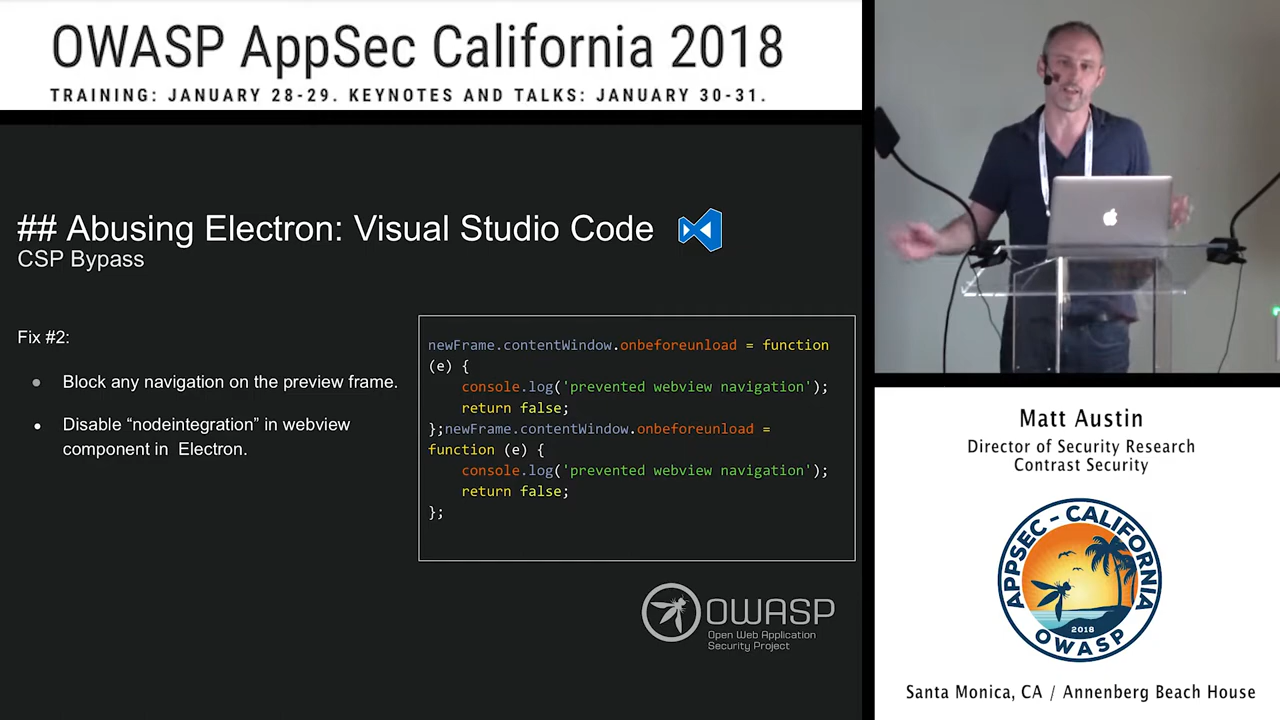 OWASP AppSec California 2018
TRAINING: JANUARY 28-29. KEYNOTES AND TALKS: JANUARY 30-31.
## Abusing Electron: Visual Studio Code
CSP Bypass
Fix #2:
Block any navigation on the preview frame.
Disable “nodeintegration” in webview
component in  Electron.
newFrame.contentWindow.onbeforeunload = function
(e) {
    console.log('prevented webview navigation');
    return false;
};newFrame.contentWindow.onbeforeunload =
function (e) {
    console.log('prevented webview navigation');
    return false;
};
OWASP
Open Web Application
Security Project
Matt Austin
Director of Security Research
Contrast Security
APPSEC - CALIFORNIA
2018
OWASP
Santa Monica, CA / Annenberg Beach House